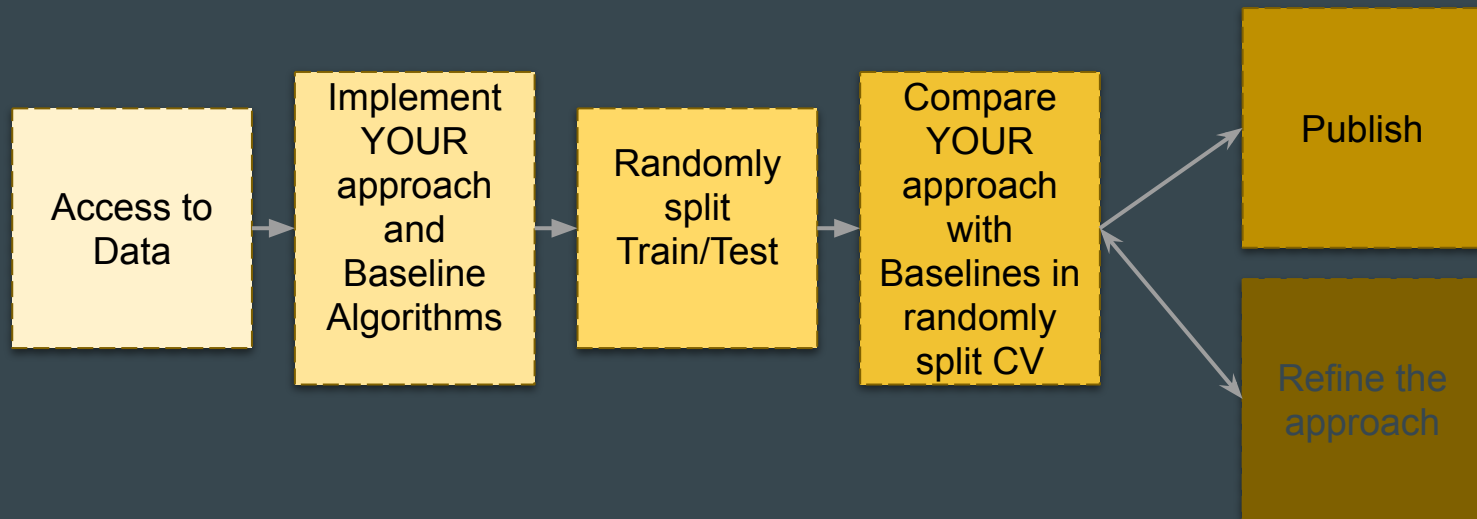 Access to
Data
Implement
YOUR
approach
and
Baseline
Algorithms
Randomly
split
Train/Test
Compare
YOUR
approach
with
Baselines in
randomly
split CV
Publish
Refine the
approach